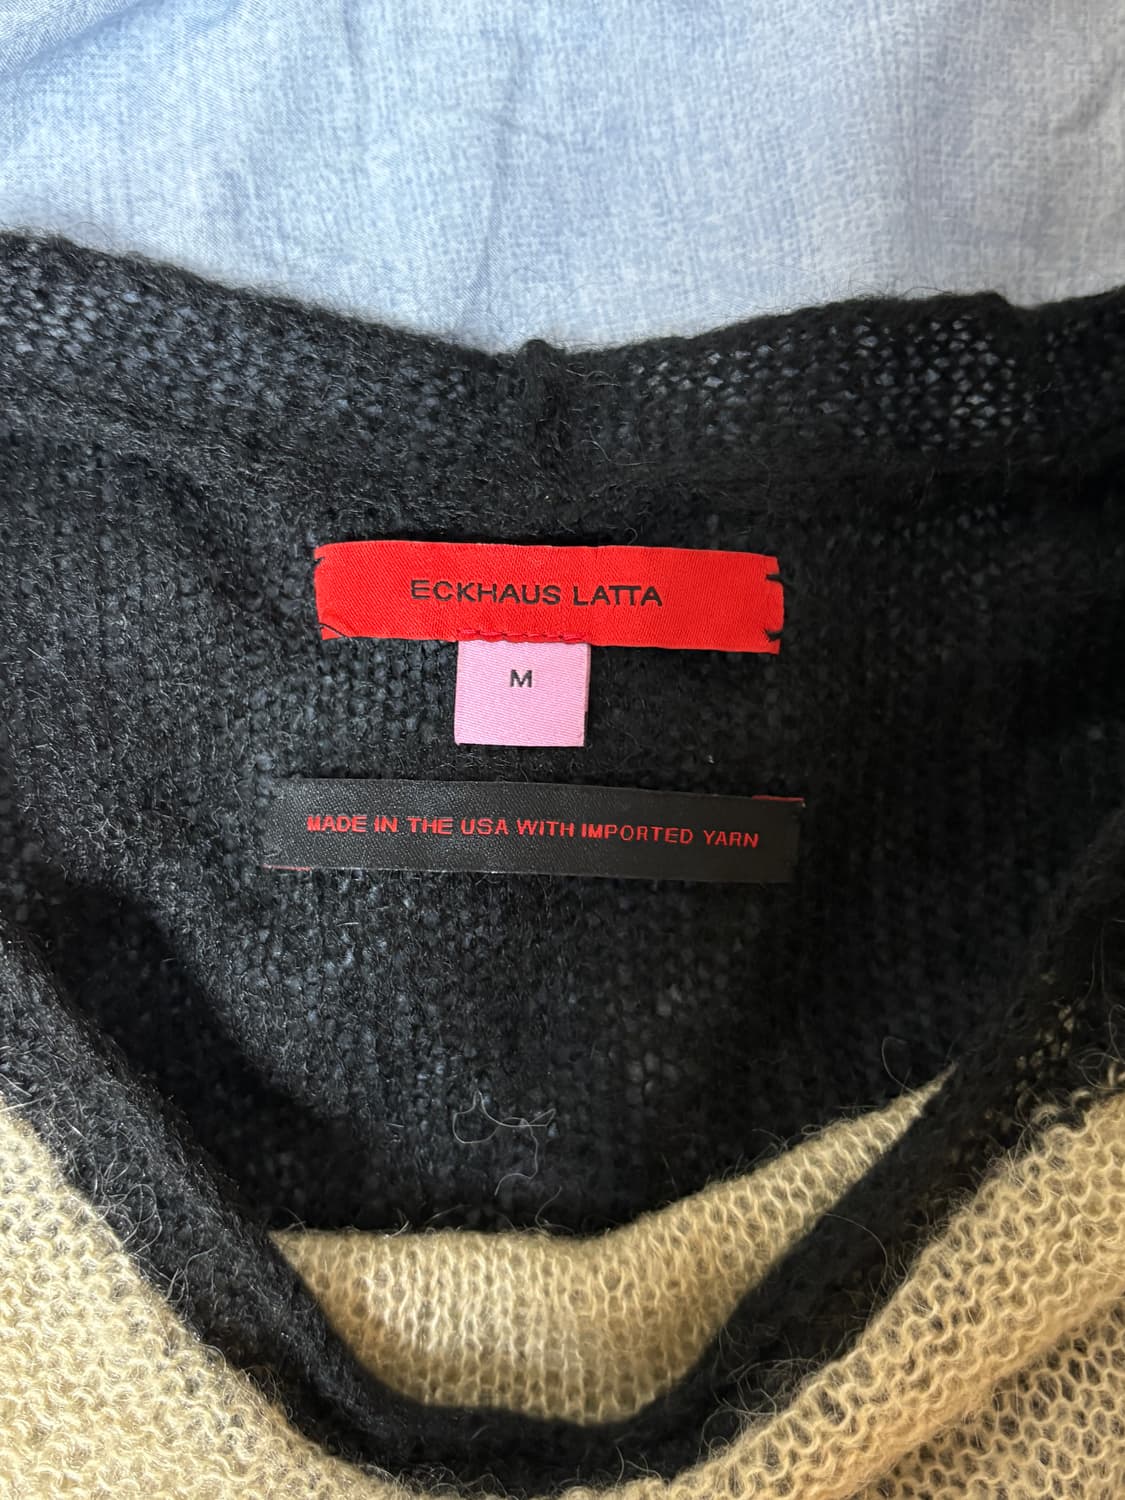 ECKHAUS LATTA
M
MADE IN THE USA WITH IMPORTED YARN